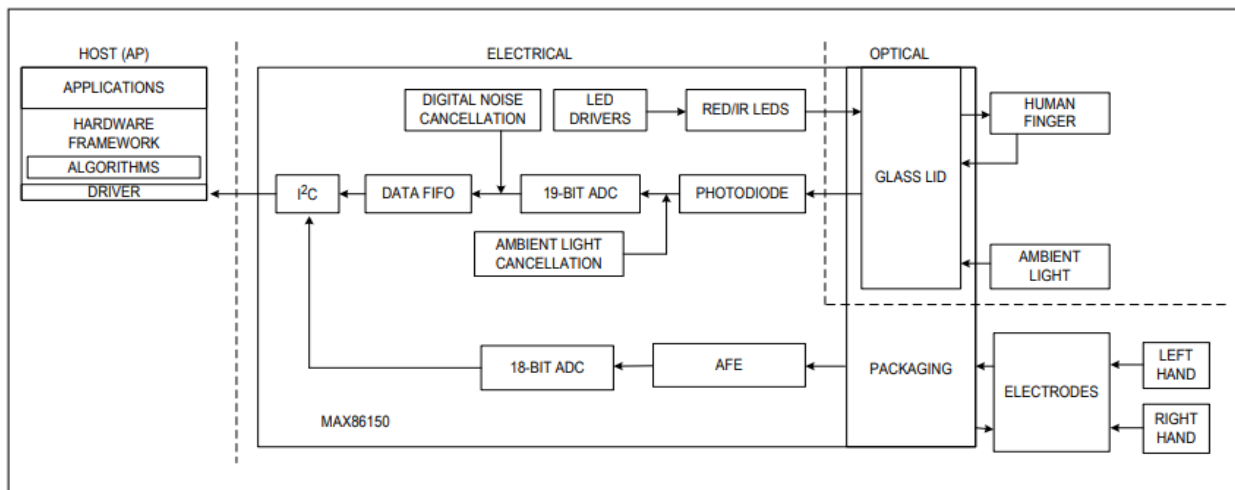 HOST (AP)
ELECTRICAL
OPTICAL
APPLICATIONS
HARDWARE
FRAMEWORK
ALGORITHMS
DRIVER
DIGITAL NOISE
CANCELLATION
LED
DRIVERS
RED/IR LEDS
HUMAN
FINGER
GLASS LID
I²C
DATA FIFO
19-BIT ADC
PHOTODIODE
AMBIENT LIGHT
CANCELLATION
AMBIENT
LIGHT
18-BIT ADC
AFE
PACKAGING
ELECTRODES
LEFT
HAND
RIGHT
HAND
MAX86150